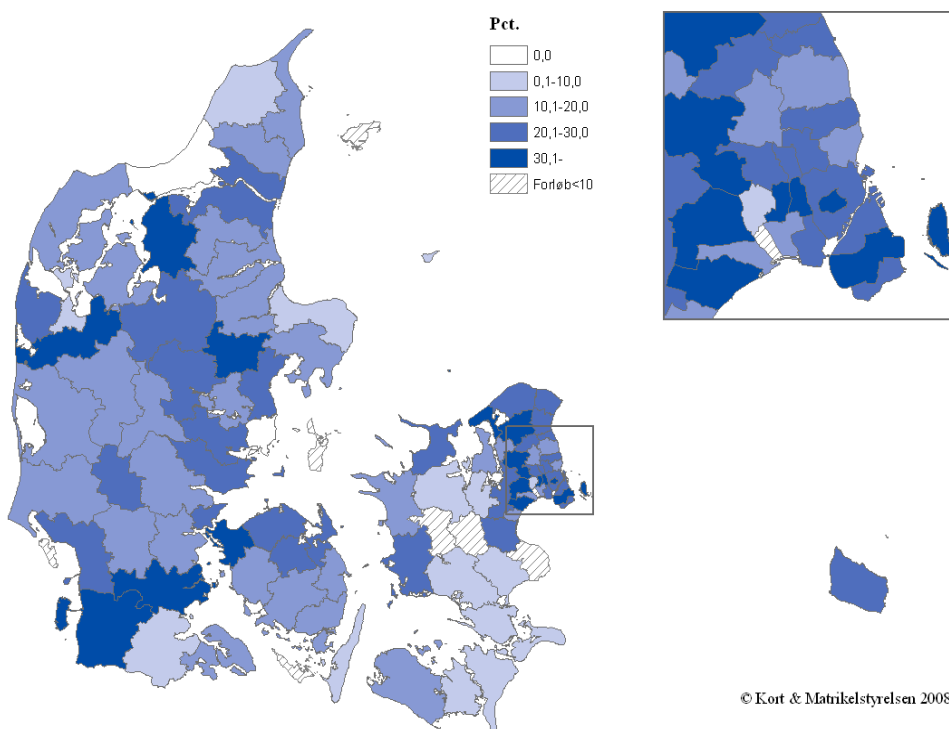 Pct.
0,0
0,1-10,0
10,1-20,0
20,1-30,0
30,1-
Forløb<10
© Kort & Matrikelstyrelsen 2008